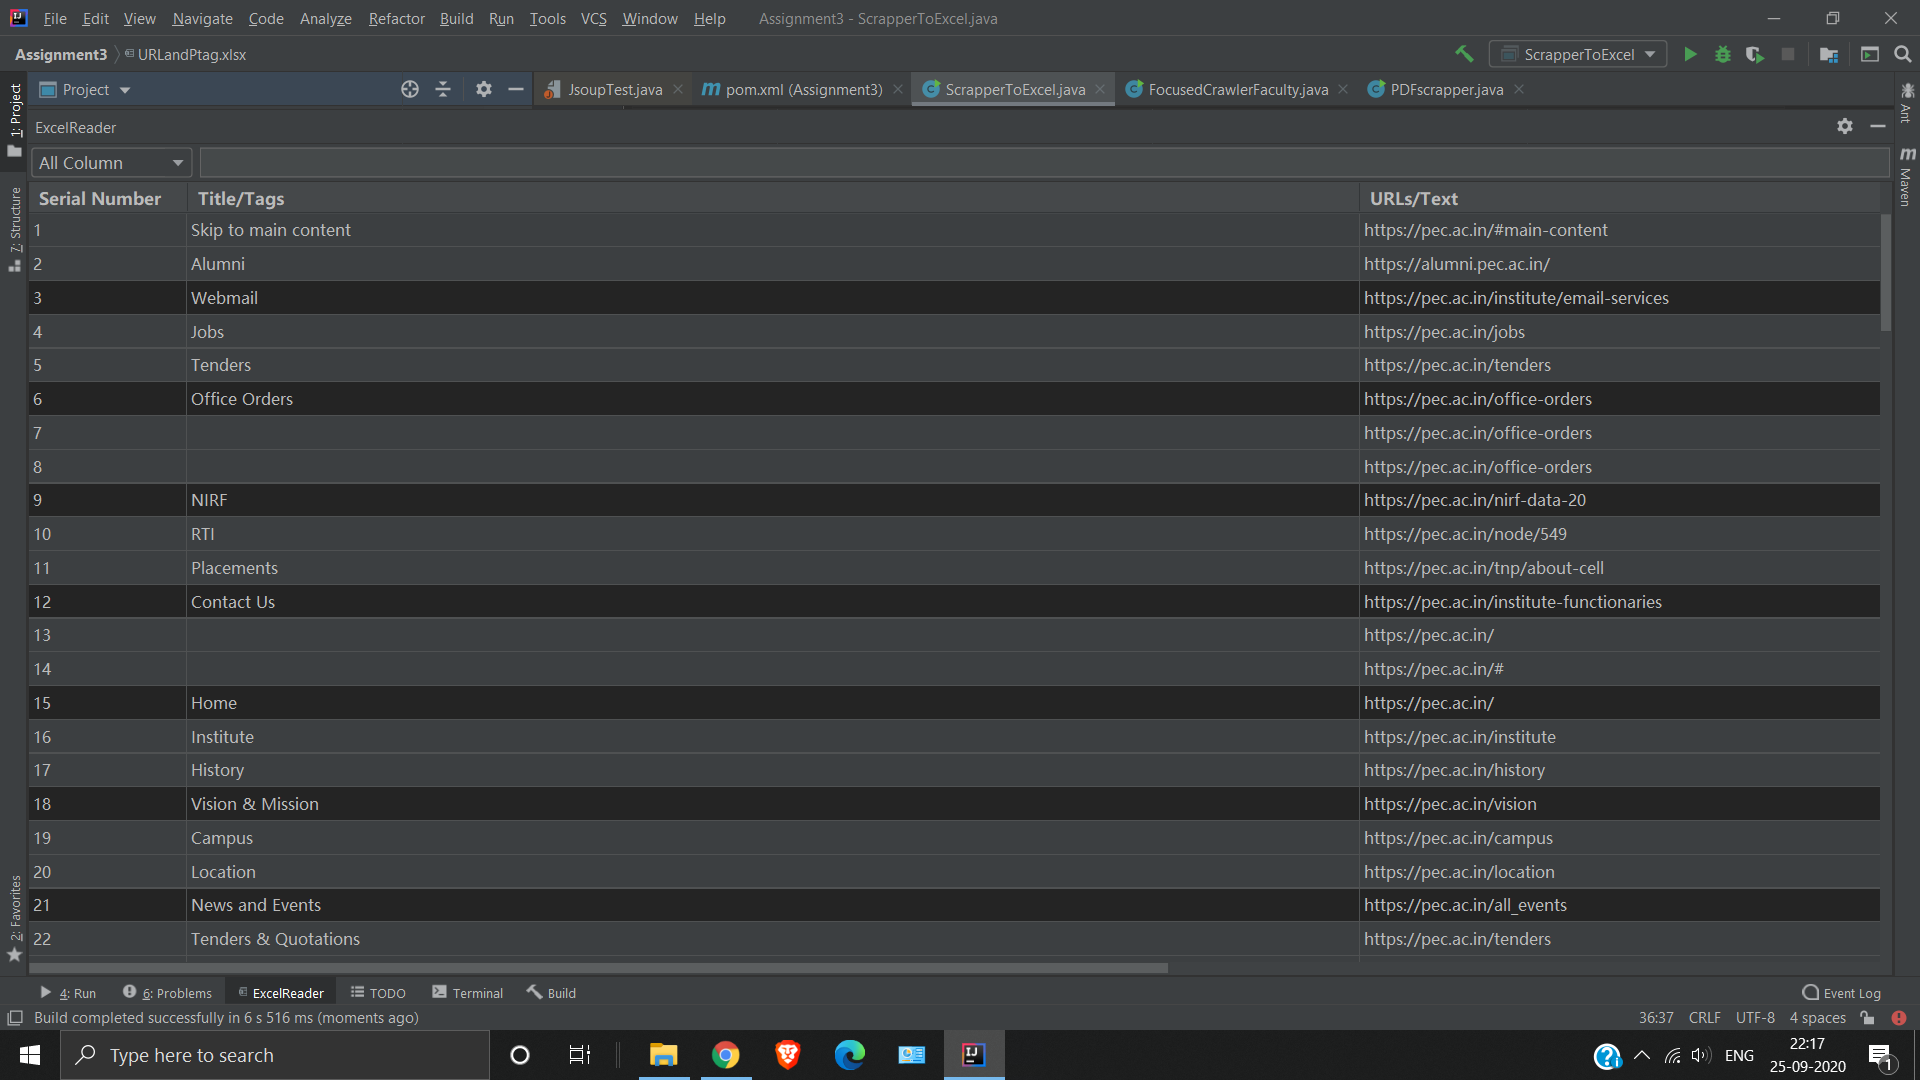 File Edit View Navigate Code Analyze Refactor Build Run Tools VCS Window Help Assignment3 - ScrapperToExcel.java
Assignment3 URLandPtag.xlsx ScrapperToExcel
Project JsoupTest.java pom.xml (Assignment3) ScrapperToExcel.java FocusedCrawlerFaculty.java PDFscrapper.java
1: Project
7: Structure
2: Favorites
Ant
Maven
ExcelReader
All Column
Serial Number Title/Tags URLs/Text
1 Skip to main content https://pec.ac.in/#main-content
2 Alumni https://alumni.pec.ac.in/
3 Webmail https://pec.ac.in/institute/email-services
4 Jobs https://pec.ac.in/jobs
5 Tenders https://pec.ac.in/tenders
6 Office Orders https://pec.ac.in/office-orders
7 https://pec.ac.in/office-orders
8 https://pec.ac.in/office-orders
9 NIRF https://pec.ac.in/nirf-data-20
10 RTI https://pec.ac.in/node/549
11 Placements https://pec.ac.in/tnp/about-cell
12 Contact Us https://pec.ac.in/institute-functionaries
13 https://pec.ac.in/
14 https://pec.ac.in/#
15 Home https://pec.ac.in/
16 Institute https://pec.ac.in/institute
17 History https://pec.ac.in/history
18 Vision & Mission https://pec.ac.in/vision
19 Campus https://pec.ac.in/campus
20 Location https://pec.ac.in/location
21 News and Events https://pec.ac.in/all_events
22 Tenders & Quotations https://pec.ac.in/tenders
4: Run 6: Problems ExcelReader TODO Terminal Build Event Log
Build completed successfully in 6 s 516 ms (moments ago) 36:37 CRLF UTF-8 4 spaces
Type here to search ENG 22:17
25-09-2020 1